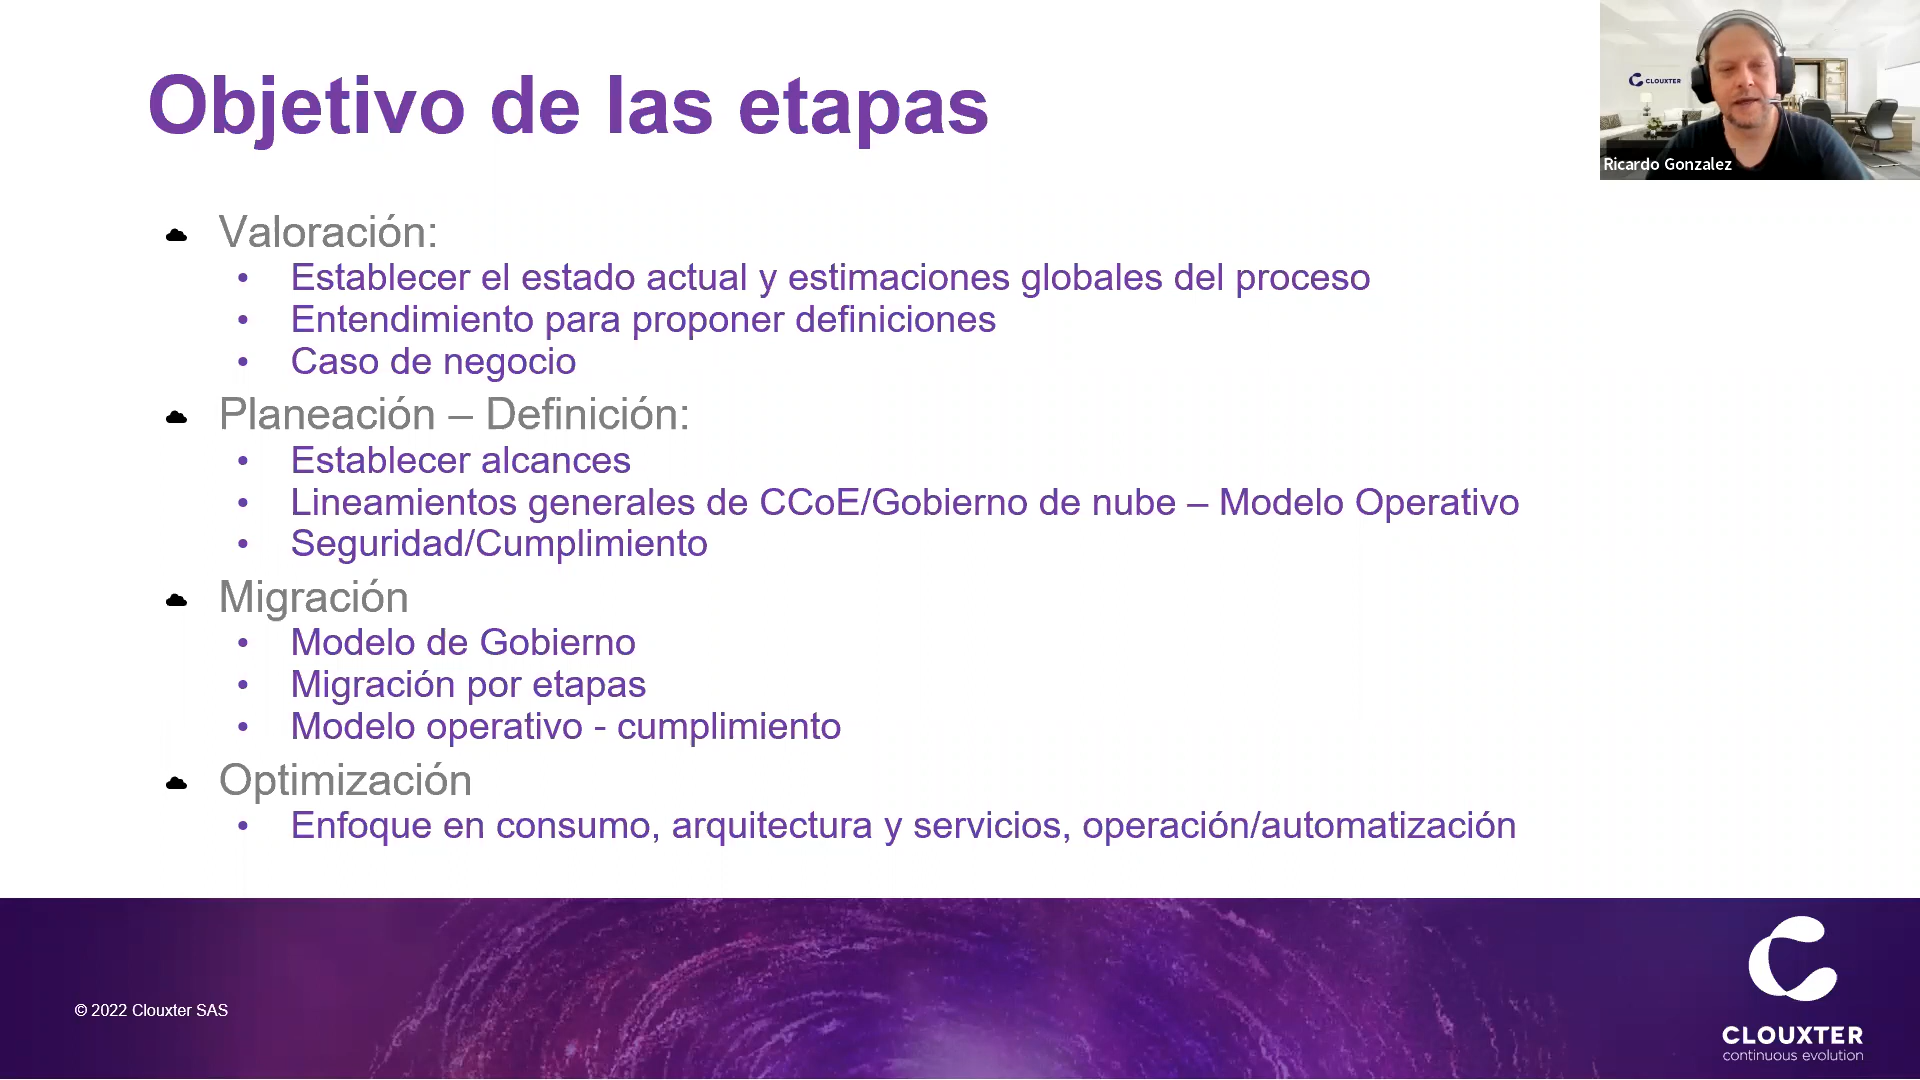 Objetivo de las etapas
CLOUXTER
Ricardo Gonzalez
Valoración:
• Establecer el estado actual y estimaciones globales del proceso
• Entendimiento para proponer definiciones
• Caso de negocio
Planeación – Definición:
• Establecer alcances
• Lineamientos generales de CCoE/Gobierno de nube – Modelo Operativo
• Seguridad/Cumplimiento
Migración
• Modelo de Gobierno
• Migración por etapas
• Modelo operativo - cumplimiento
Optimización
• Enfoque en consumo, arquitectura y servicios, operación/automatización
© 2022 Clouxter SAS
CLOUXTER
continuous evolution